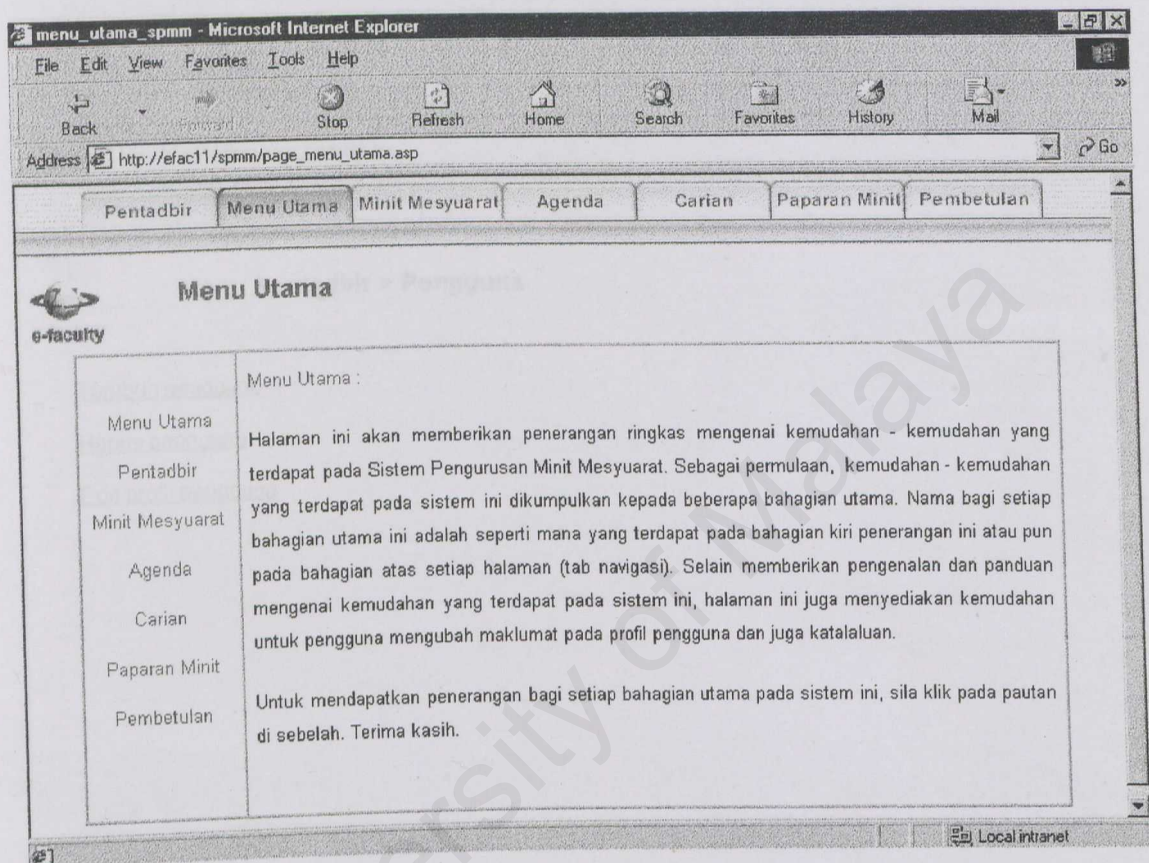 menu_utama_spmm - Microsoft Internet Explorer
File Edit View Favorites Tools Help
Back Forward Stop Refresh Home Search Favorites History Mail »
Address http://efac11/spmm/page_menu_utama.asp Go
Pentadbir Menu Utama Minit Mesyuarat Agenda Carian Paparan Minit Pembetulan
Menu Utama
e-faculty
Menu Utama :
Menu Utama
Pentadbir
Minit Mesyuarat
Agenda
Carian
Paparan Minit
Pembetulan
Halaman ini akan memberikan penerangan ringkas mengenai kemudahan - kemudahan yang
terdapat pada Sistem Pengurusan Minit Mesyuarat. Sebagai permulaan, kemudahan - kemudahan
yang terdapat pada sistem ini dikumpulkan kepada beberapa bahagian utama. Nama bagi setiap
bahagian utama ini adalah seperti mana yang terdapat pada bahagian kiri penerangan ini atau pun
pada bahagian atas setiap halaman (tab navigasi). Selain memberikan pengenalan dan panduan
mengenai kemudahan yang terdapat pada sistem ini, halaman ini juga menyediakan kemudahan
untuk pengguna mengubah maklumat pada profil pengguna dan juga katalaluan.
Untuk mendapatkan penerangan bagi setiap bahagian utama pada sistem ini, sila klik pada pautan
di sebelah. Terima kasih.
Local intranet
University of Malaya